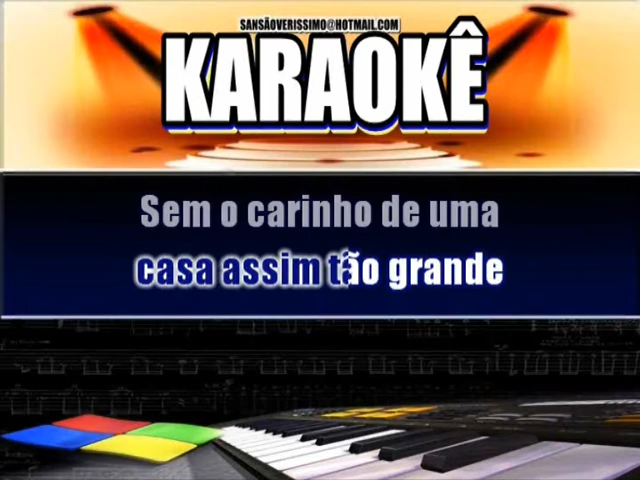 SANSÃOVERISSIMO@HOTMAIL.COM
KARAOKÊ
Sem o carinho de uma
casa assim tão grande